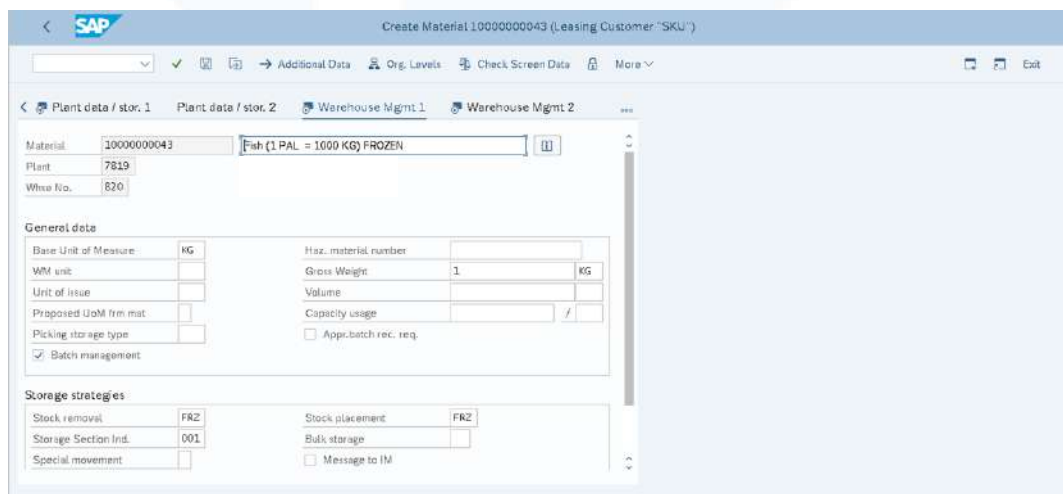 SAP
Create Material 10000000043 (Leasing Customer "SKU")
Additional Data Org. Levels Check Screen Data More Exit
Plant data / stor. 1 Plant data / stor. 2 Warehouse Mgmt 1 Warehouse Mgmt 2 ...
Material 10000000043 Fish (1 PAL = 1000 KG) FROZEN
Plant 7819
Whse No. 820
General data
Base Unit of Measure KG Haz. material number
WM unit Gross Weight 1 KG
Unit of issue Volume
Proposed UoM frm mat Capacity usage /
Picking storage type Appr.batch rec. req.
Batch management
Storage strategies
Stock removal FRZ Stock placement FRZ
Storage Section Ind. 001 Bulk storage
Special movement Message to IM